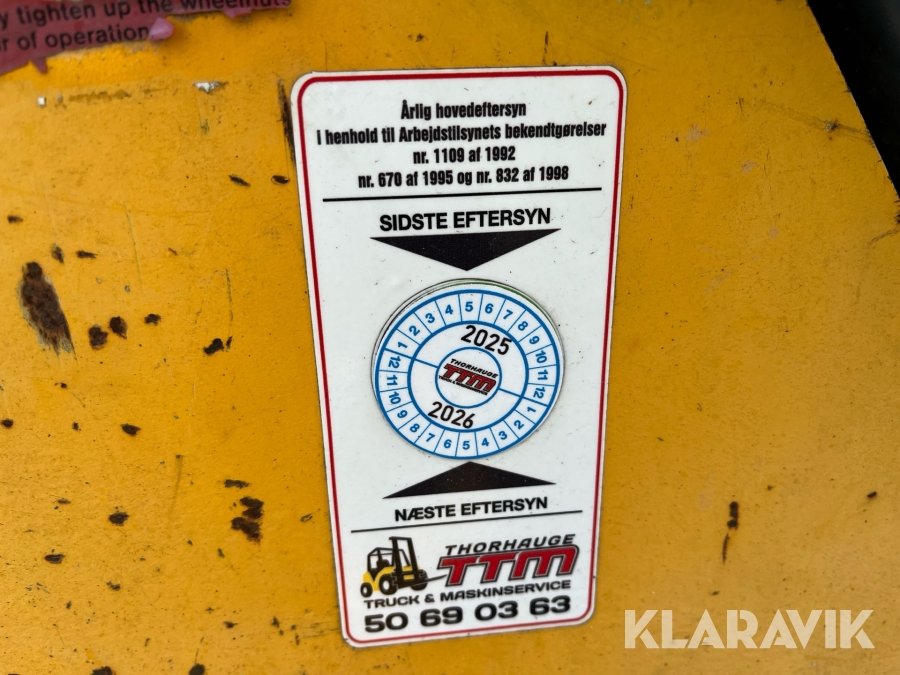 y tighten up the wheelnuts
r of operation
Årlig hovedeftersyn
i henhold til Arbejdstilsynets bekendtgørelser
nr. 1109 af 1992
nr. 670 af 1995 og nr. 832 af 1998
SIDSTE EFTERSYN
1 2 3 4 5 6 7 8 9 10 11 12
2025
THORHAUGE
TTM
TRUCK & MASKINSERVICE
2026
12 11 10 9 8 7 6 5 4 3 2 1
NÆSTE EFTERSYN
THORHAUGE
TTM
TRUCK & MASKINSERVICE
50 69 03 63
KLARAVIK